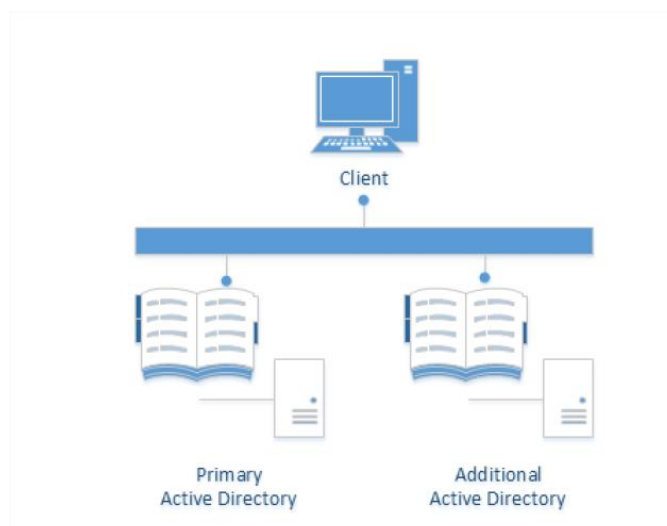 Client
Primary
Active Directory
Additional
Active Directory